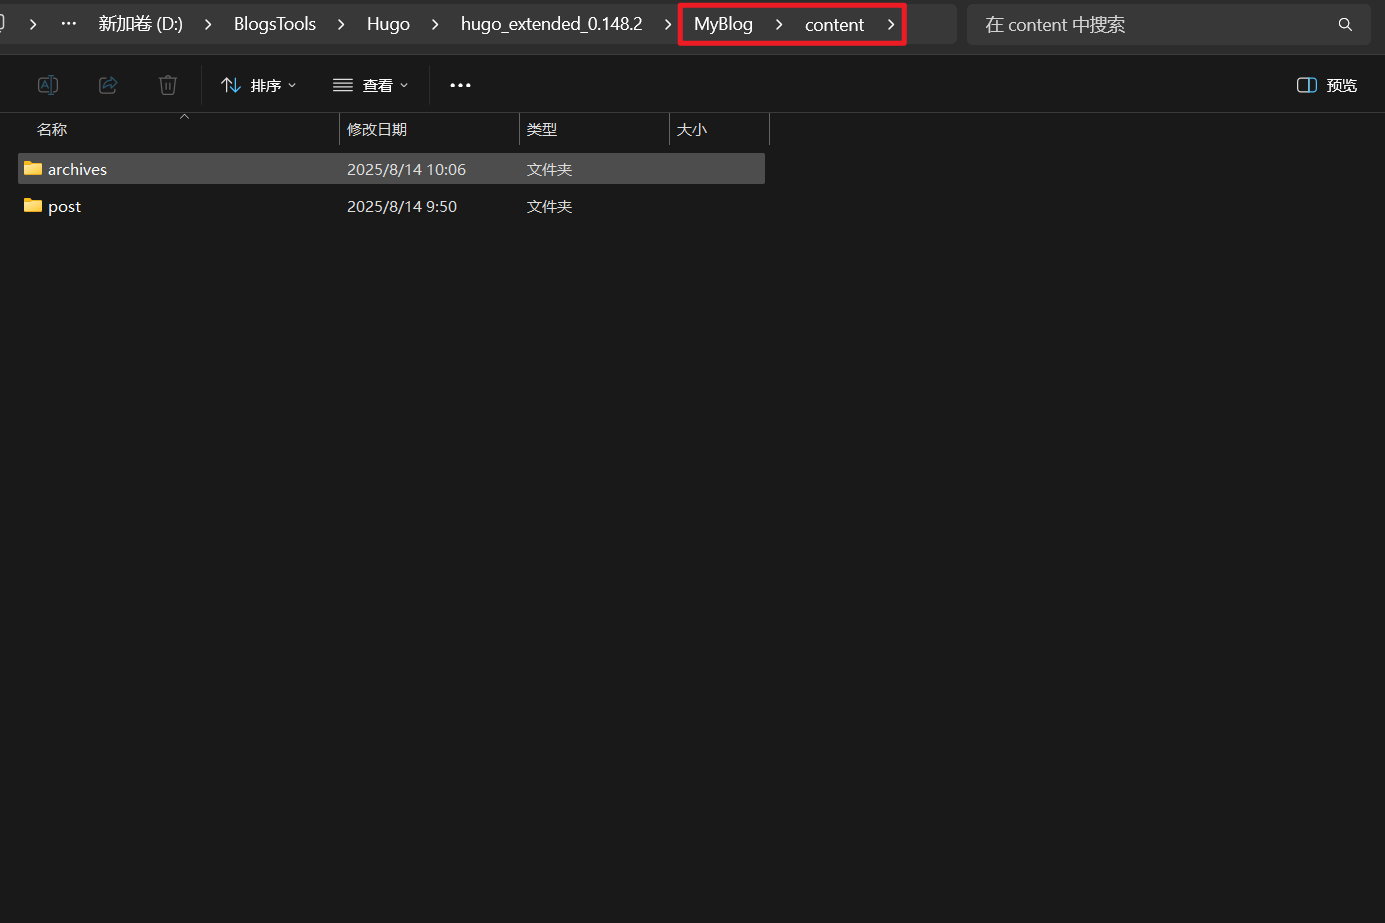 新加卷 (D:) BlogsTools Hugo hugo_extended_0.148.2 MyBlog content 在 content 中搜索
排序 查看 预览
名称 修改日期 类型 大小
archives 2025/8/14 10:06 文件夹
post 2025/8/14 9:50 文件夹